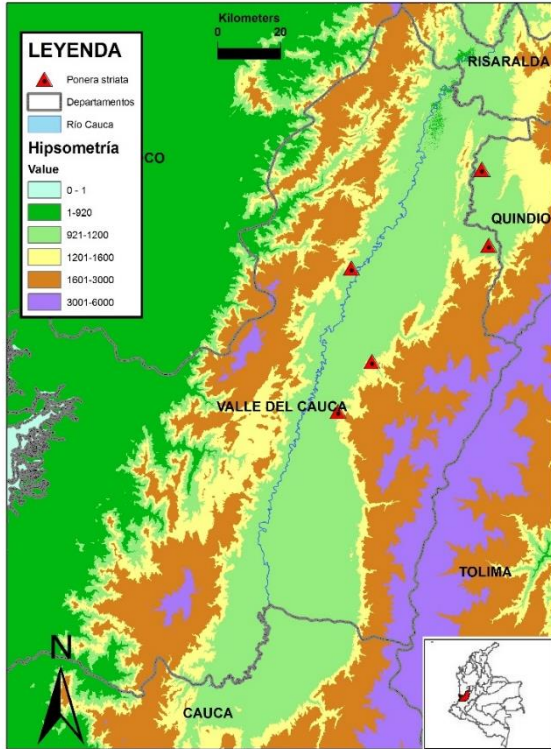 Kilometers
0 20
LEYENDA
Ponera striata
Departamentos
Río Cauca
Hipsometría
Value
0 - 1
1-920
921-1200
1201-1600
1601-3000
3001-6000
CO
RISARALDA
QUINDIO
VALLE DEL CAUCA
TOLIMA
N
CAUCA